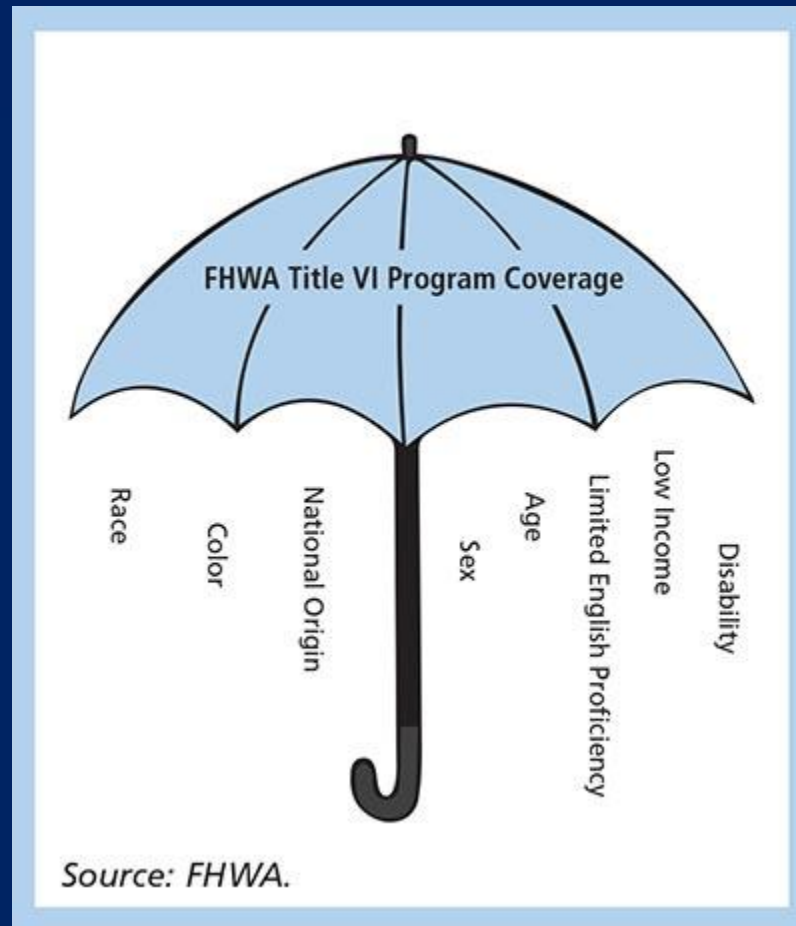 FHWA Title VI Program Coverage
Race
Color
National Origin
Sex
Age
Limited English Proficiency
Low Income
Disability
Source: FHWA.